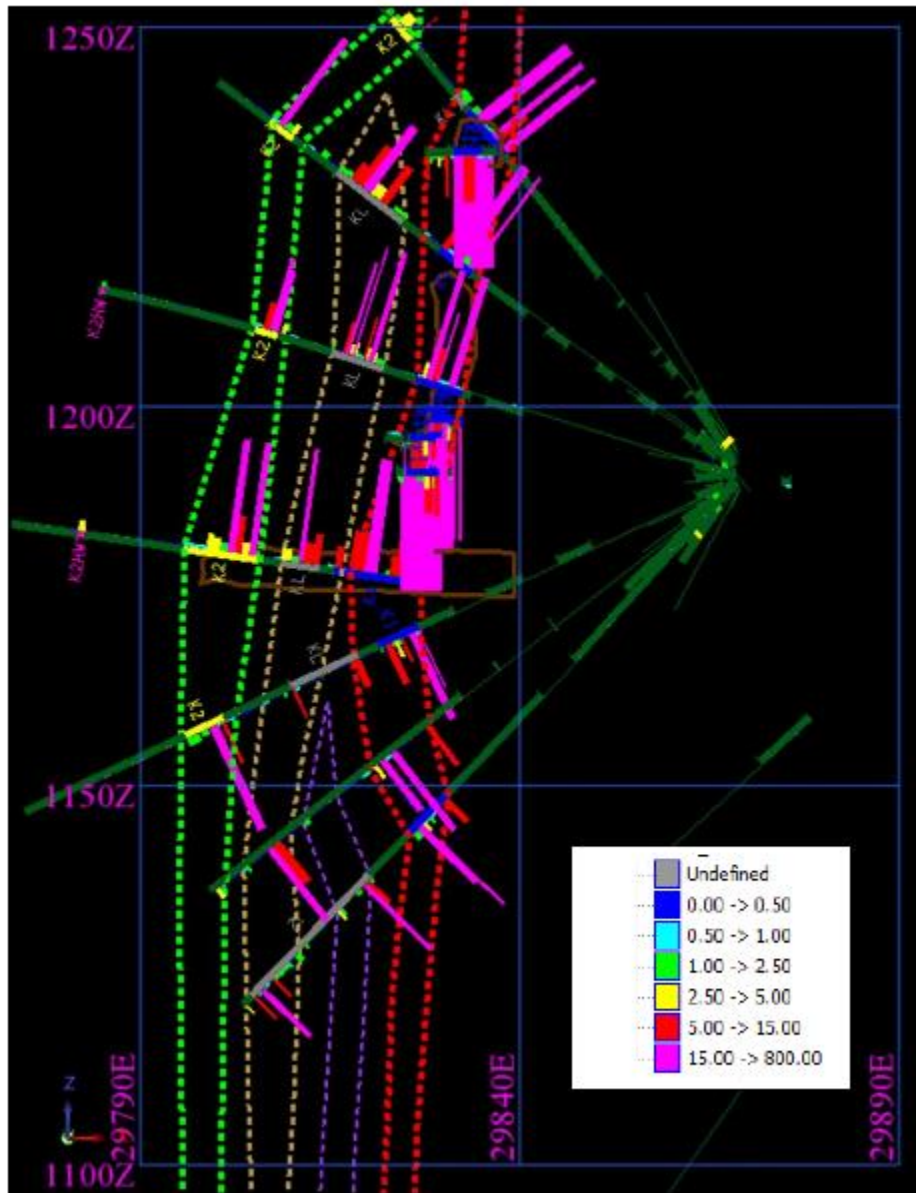 1250Z
K2
K2
KL
K2HW
K2
KL
1200Z
K2HW
K2
KL
KL
K2
1150Z
Undefined
0.00 -> 0.50
0.50 -> 1.00
1.00 -> 2.50
2.50 -> 5.00
5.00 -> 15.00
15.00 -> 800.00
Z
29790E
29840E
29890E
1100Z